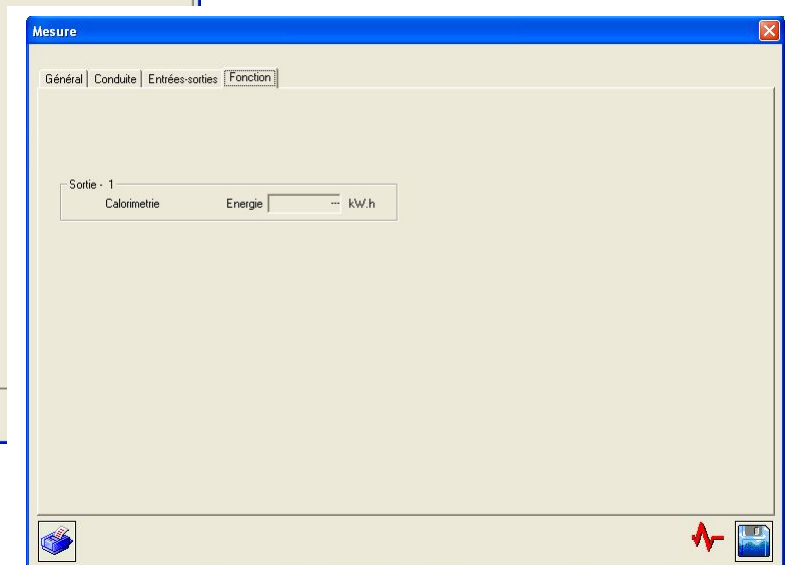 Mesure
Général Conduite Entrées-sorties Fonction
Sortie - 1
Calorimetrie Energie --- kW.h